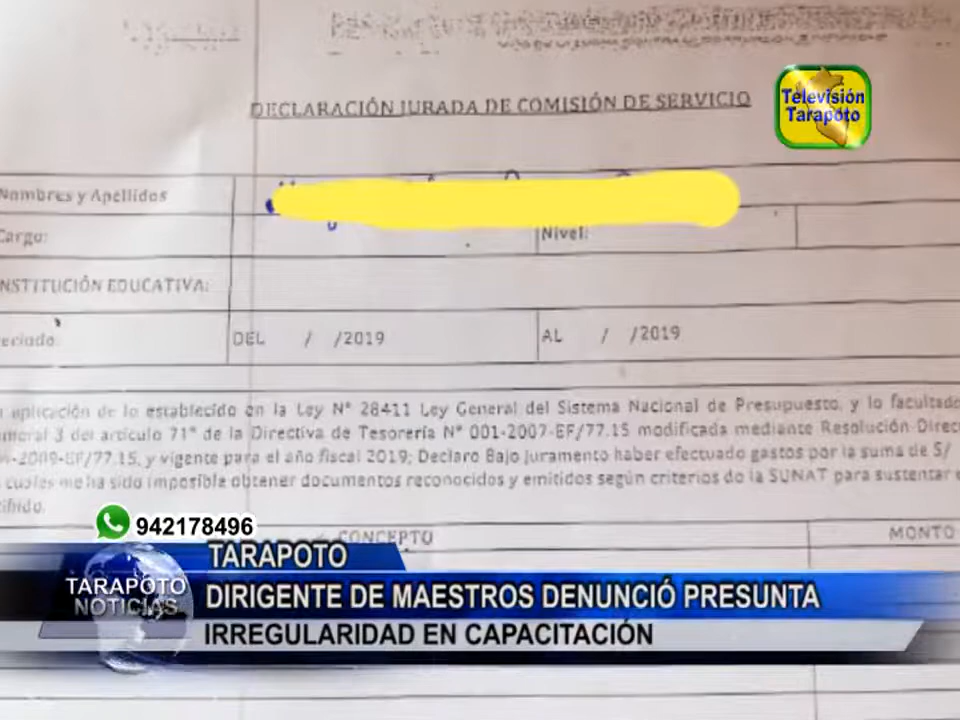 DECLARACIÓN JURADA DE COMISIÓN DE SERVICIO
Televisión
Tarapoto
Nombres y Apellidos
Cargo:
Nivel:
INSTITUCIÓN EDUCATIVA:
DEL / /2019
AL / /2019
aplicación de lo establecido en la Ley N° 28411 Ley General del Sistema Nacional de Presupuesto, y lo facultado
3 del artículo 71° de la Directiva de Tesorería N° 001-2007-EF/77.15 modificada mediante Resolución
-2009-EF/77.15, y vigente para el año fiscal 2019; Declaro Bajo Juramento haber efectuado gastos por la suma de S/
cuales me ha sido imposible obtener documentos reconocidos y emitidos según criterios de la SUNAT para sustentar
942178496
CONCEPTO
MONTO
TARAPOTO
TARAPOTO
NOTICIAS
DIRIGENTE DE MAESTROS DENUNCIÓ PRESUNTA
IRREGULARIDAD EN CAPACITACIÓN